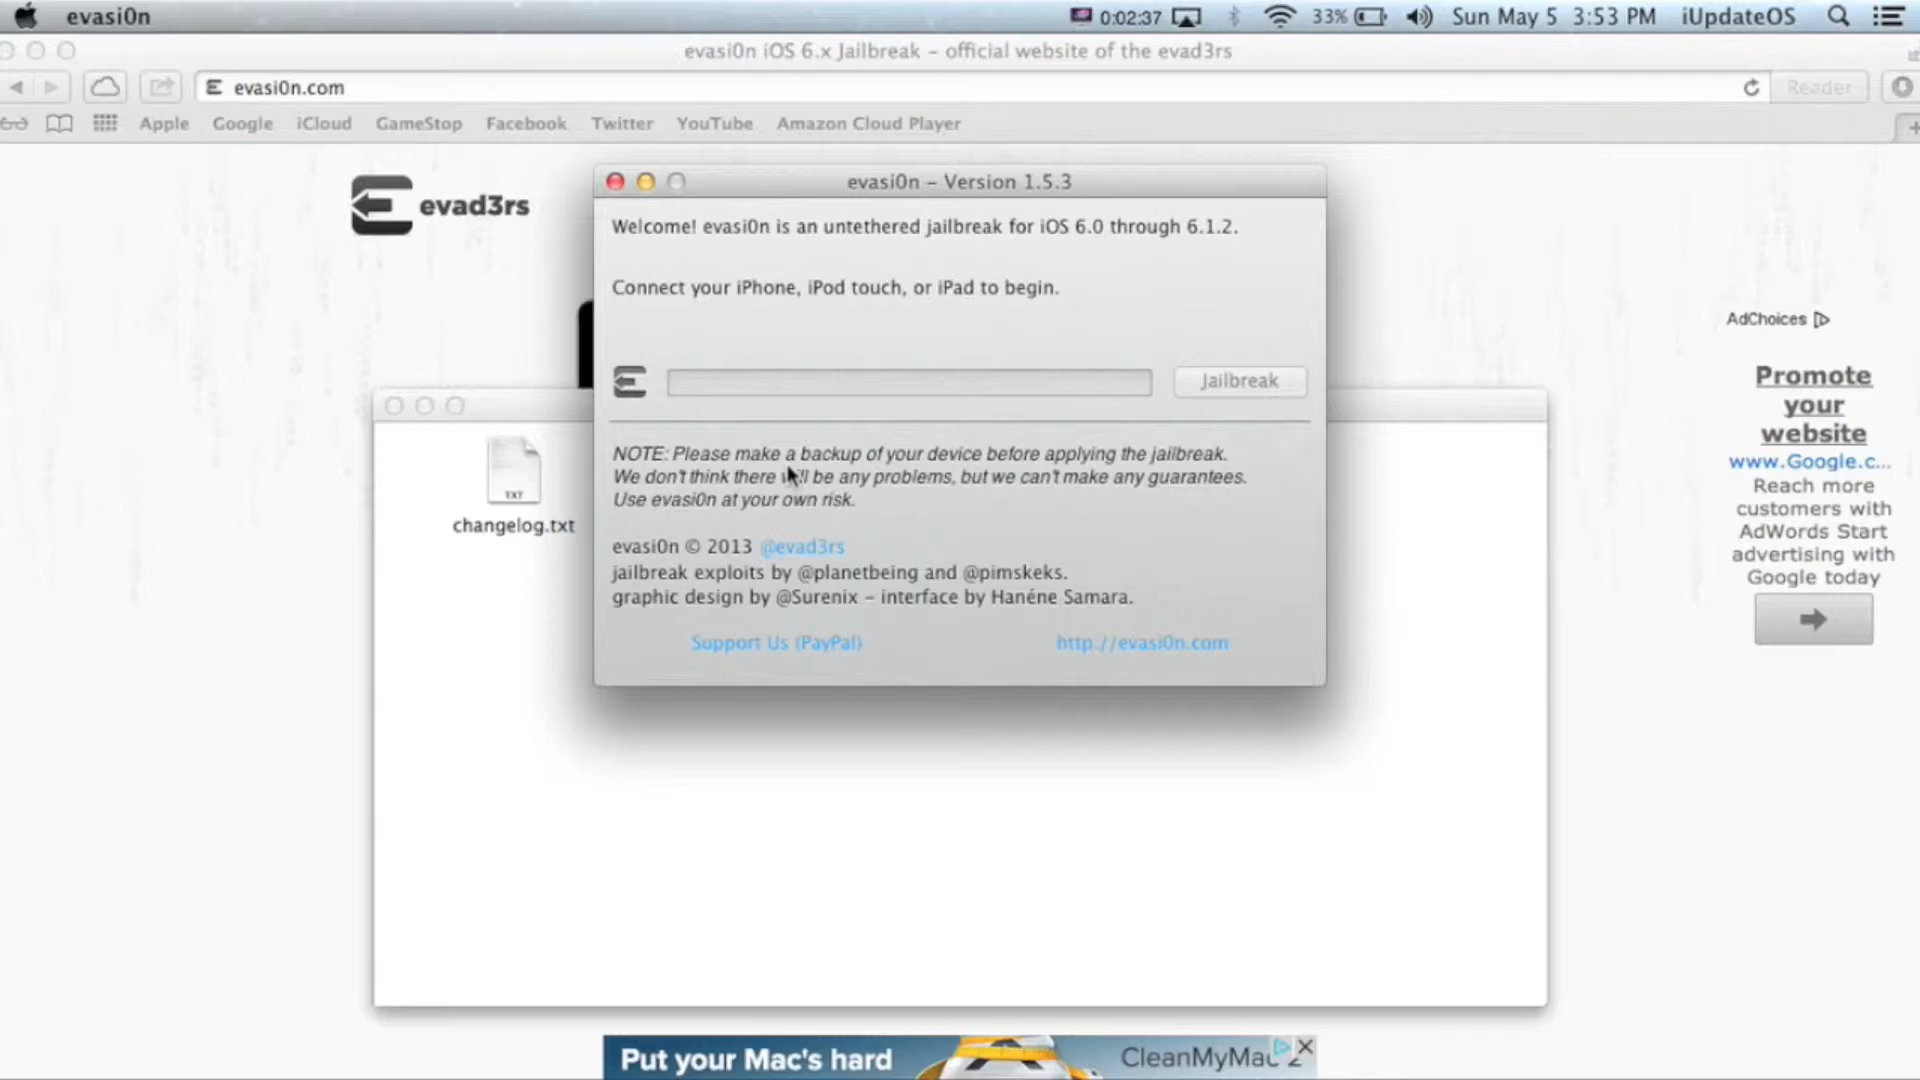 evasi0n 0:02:37 33% Sun May 5 3:53 PM iUpdateOS
evasi0n iOS 6.x Jailbreak – official website of the evad3rs
evasi0n.com Reader
Apple Google iCloud GameStop Facebook Twitter YouTube Amazon Cloud Player
evad3rs
evasi0n – Version 1.5.3
Welcome! evasi0n is an untethered jailbreak for iOS 6.0 through 6.1.2.
Connect your iPhone, iPod touch, or iPad to begin.
Jailbreak
NOTE: Please make a backup of your device before applying the jailbreak.
We don't think there will be any problems, but we can't make any guarantees.
Use evasi0n at your own risk.
evasi0n © 2013 @evad3rs
jailbreak exploits by @planetbeing and @pimskeks.
graphic design by @Surenix – interface by Hanéne Samara.
Support Us (PayPal) http://evasi0n.com
TXT
changelog.txt
AdChoices
Promote
your
website
www.Google.c...
Reach more
customers with
AdWords Start
advertising with
Google today
Put your Mac's hard
CleanMyMac 2